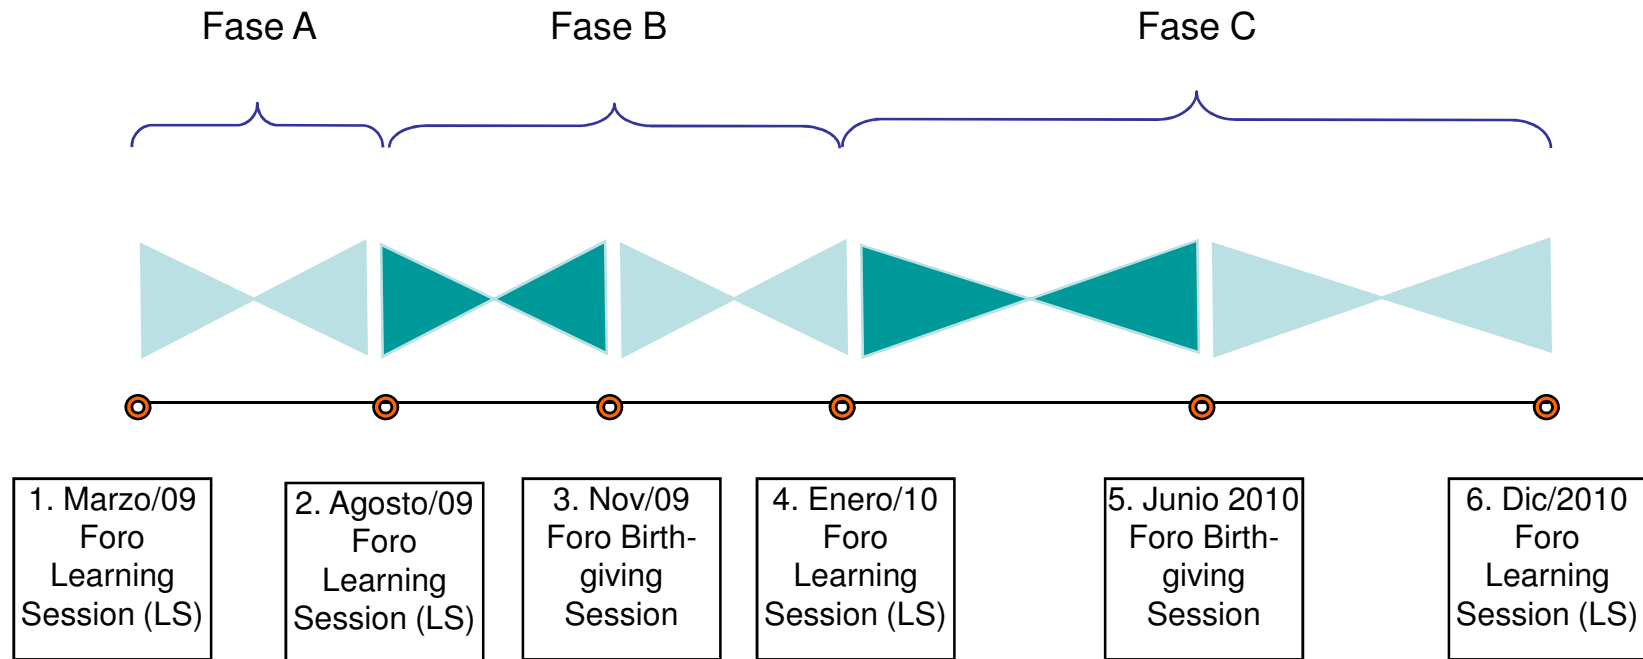 Fase A
Fase B
Fase C
1. Marzo/09
Foro
Learning
Session (LS)
2. Agosto/09
Foro
Learning
Session (LS)
3. Nov/09
Foro Birth-
giving
Session
4. Enero/10
Foro
Learning
Session (LS)
5. Junio 2010
Foro Birth-
giving
Session
6. Dic/2010
Foro
Learning
Session (LS)